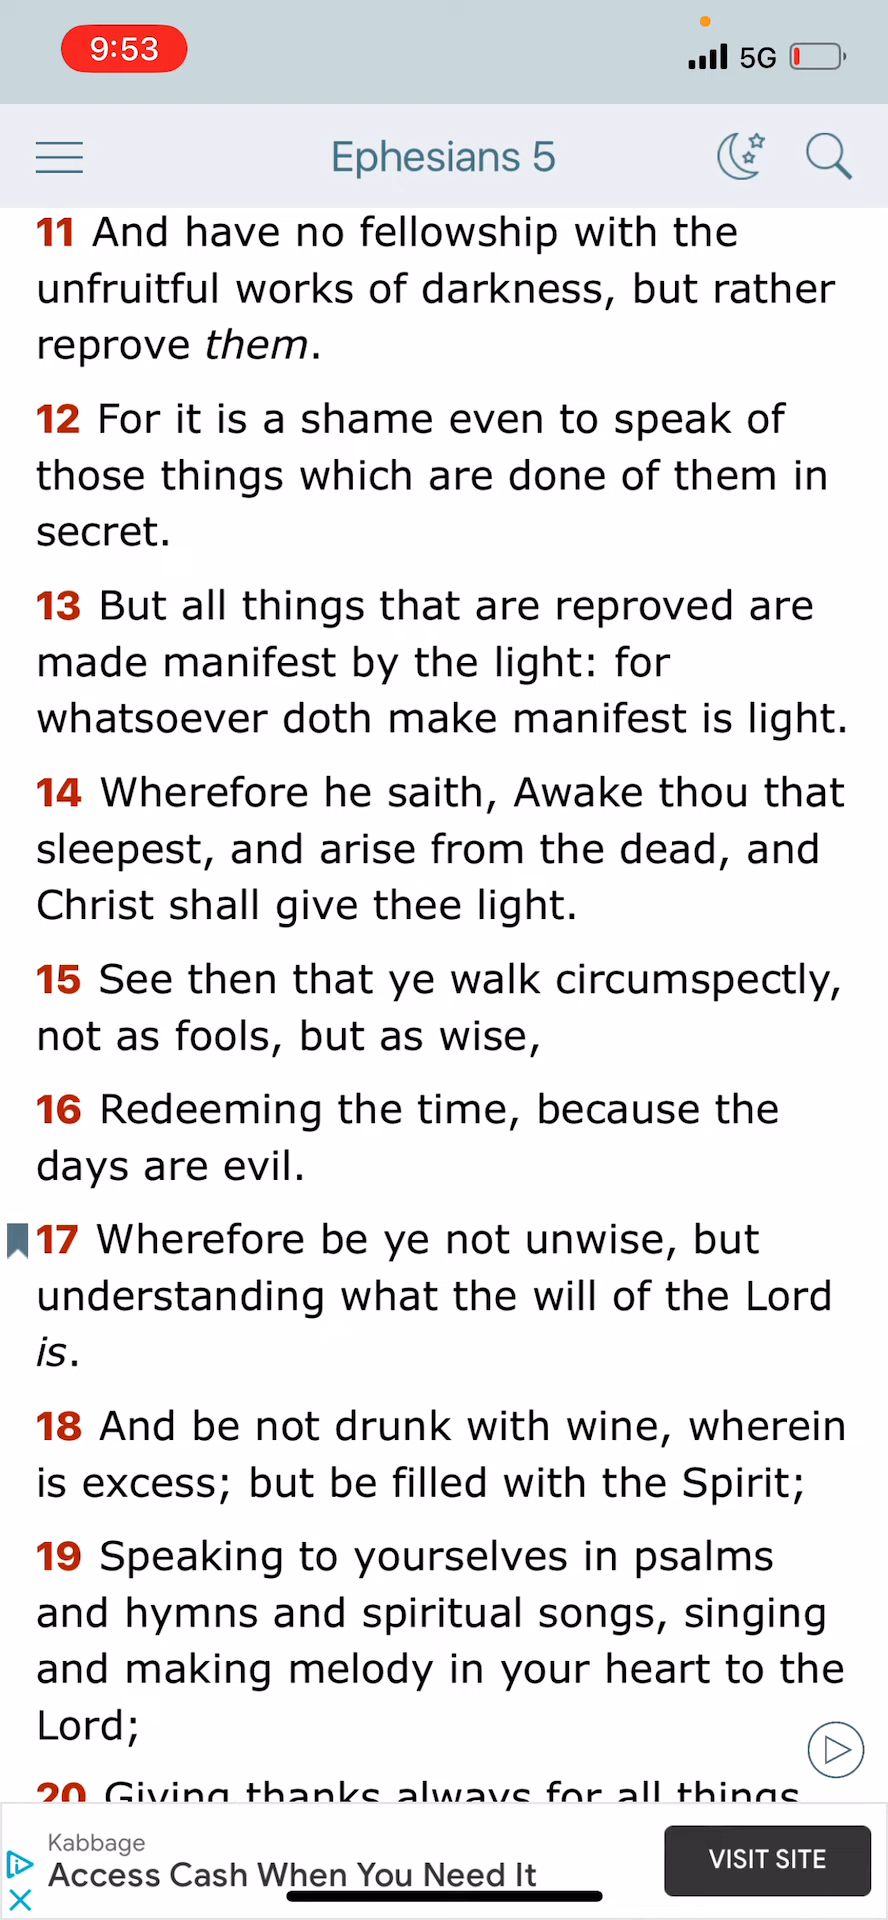 9:53
5G
Ephesians 5
11 And have no fellowship with the
unfruitful works of darkness, but rather
reprove them.
12 For it is a shame even to speak of
those things which are done of them in
secret.
13 But all things that are reproved are
made manifest by the light: for
whatsoever doth make manifest is light.
14 Wherefore he saith, Awake thou that
sleepest, and arise from the dead, and
Christ shall give thee light.
15 See then that ye walk circumspectly,
not as fools, but as wise,
16 Redeeming the time, because the
days are evil.
17 Wherefore be ye not unwise, but
understanding what the will of the Lord
is.
18 And be not drunk with wine, wherein
is excess; but be filled with the Spirit;
19 Speaking to yourselves in psalms
and hymns and spiritual songs, singing
and making melody in your heart to the
Lord;
20 Giving thanks always for all things
Kabbage
Access Cash When You Need It
VISIT SITE